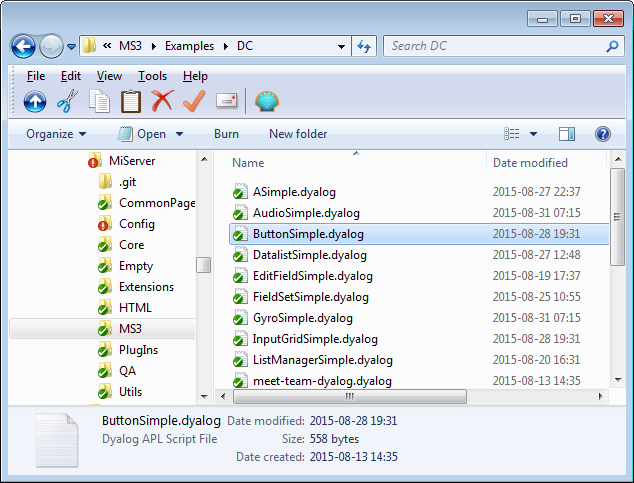 « MS3 Examples DC Search DC
File Edit View Tools Help
Organize Open Burn New folder
MiServer
.git
CommonPage
Config
Core
Empty
Extensions
HTML
MS3
PlugIns
QA
Utils
Name Date modified
ASimple.dyalog 2015-08-27 22:37
AudioSimple.dyalog 2015-08-31 07:15
ButtonSimple.dyalog 2015-08-28 19:31
DatalistSimple.dyalog 2015-08-27 12:48
EditFieldSimple.dyalog 2015-08-19 17:37
FieldSetSimple.dyalog 2015-08-25 10:55
GyroSimple.dyalog 2015-08-31 07:15
InputGridSimple.dyalog 2015-08-28 19:31
ListManagerSimple.dyalog 2015-08-20 16:31
meet-team-dyalog.dyalog 2015-08-13 14:35
ButtonSimple.dyalog Date modified: 2015-08-28 19:31
Dyalog APL Script File Size: 558 bytes
Date created: 2015-08-13 14:35